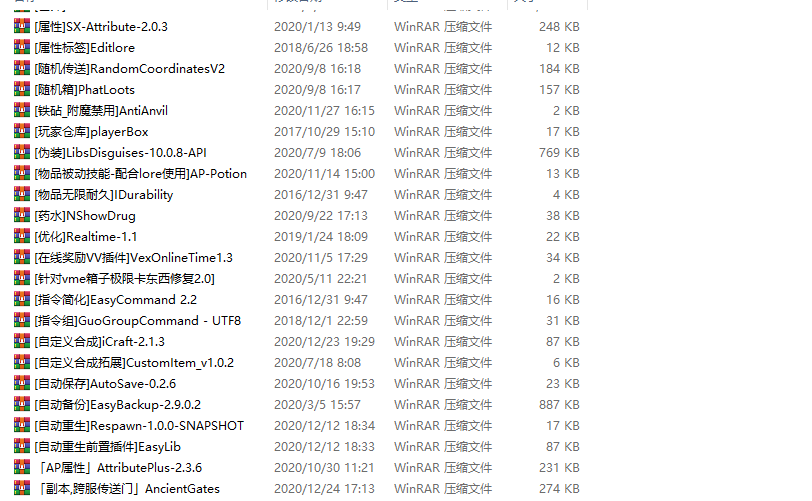 [属性]SX-Attribute-2.0.3 2020/1/13 9:49 WinRAR 压缩文件 248 KB
[属性标签]Editlore 2018/6/26 18:58 WinRAR 压缩文件 12 KB
[随机传送]RandomCoordinatesV2 2020/9/8 16:18 WinRAR 压缩文件 184 KB
[随机箱]PhatLoots 2020/9/8 16:17 WinRAR 压缩文件 157 KB
[铁砧_附魔禁用]AntiAnvil 2020/11/27 16:15 WinRAR 压缩文件 2 KB
[玩家仓库]playerBox 2017/10/29 15:10 WinRAR 压缩文件 17 KB
[伪装]LibsDisguises-10.0.8-API 2020/7/9 18:06 WinRAR 压缩文件 769 KB
[物品被动技能-配合lore使用]AP-Potion 2020/11/14 15:00 WinRAR 压缩文件 13 KB
[物品无限耐久]IDurability 2016/12/31 9:47 WinRAR 压缩文件 4 KB
[药水]NShowDrug 2020/9/22 17:13 WinRAR 压缩文件 38 KB
[优化]Realtime-1.1 2019/1/24 18:09 WinRAR 压缩文件 22 KB
[在线奖励VV插件]VexOnlineTime1.3 2020/11/5 17:29 WinRAR 压缩文件 34 KB
[针对vme箱子极限卡东西修复2.0] 2020/5/11 22:21 WinRAR 压缩文件 2 KB
[指令简化]EasyCommand 2.2 2016/12/31 9:47 WinRAR 压缩文件 16 KB
[指令组]GuoGroupCommand - UTF8 2018/12/1 22:59 WinRAR 压缩文件 31 KB
[自定义合成]iCraft-2.1.3 2020/12/23 19:29 WinRAR 压缩文件 87 KB
[自定义合成拓展]CustomItem_v1.0.2 2020/7/18 8:08 WinRAR 压缩文件 6 KB
[自动保存]AutoSave-0.2.6 2020/10/16 19:53 WinRAR 压缩文件 23 KB
[自动备份]EasyBackup-2.9.0.2 2020/3/5 15:57 WinRAR 压缩文件 887 KB
[自动重生]Respawn-1.0.0-SNAPSHOT 2020/12/12 18:34 WinRAR 压缩文件 17 KB
[自动重生前置插件]EasyLib 2020/12/12 18:33 WinRAR 压缩文件 87 KB
「AP属性」AttributePlus-2.3.6 2020/10/30 11:21 WinRAR 压缩文件 231 KB
「副本,跨服传送门」AncientGates 2020/12/24 17:13 WinRAR 压缩文件 274 KB